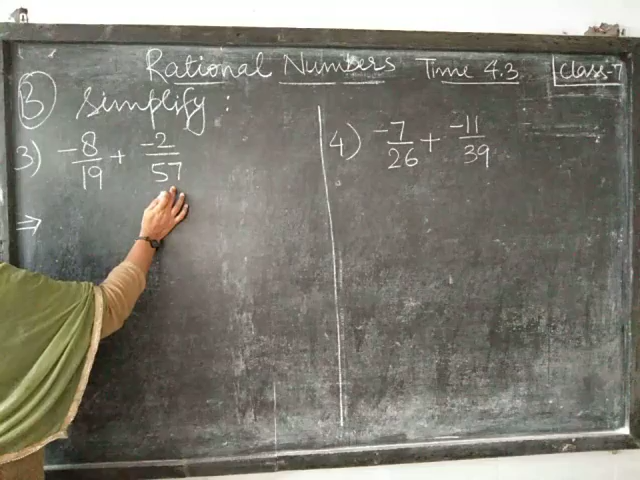 Rational Numbers Time 4.3 Class-7
B Simplify:
3) -8/19 + -2/57
4) -7/26 + -11/39
⇒